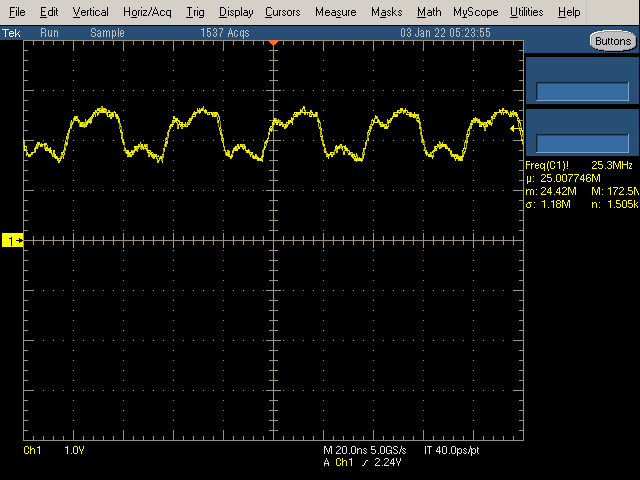 File Edit Vertical Horiz/Acq Trig Display Cursors Measure Masks Math MyScope Utilities Help
Tek Run Sample 1537 Acqs 03 Jan 22 05:23:55
Buttons
Freq(C1)! 25.3MHz
µ: 25.007746M
m: 24.42M M: 172.5M
σ: 1.18M n: 1.505k
1
Ch1 1.0V M 20.0ns 5.0GS/s IT 40.0ps/pt
A Ch1 ∕ 2.24V